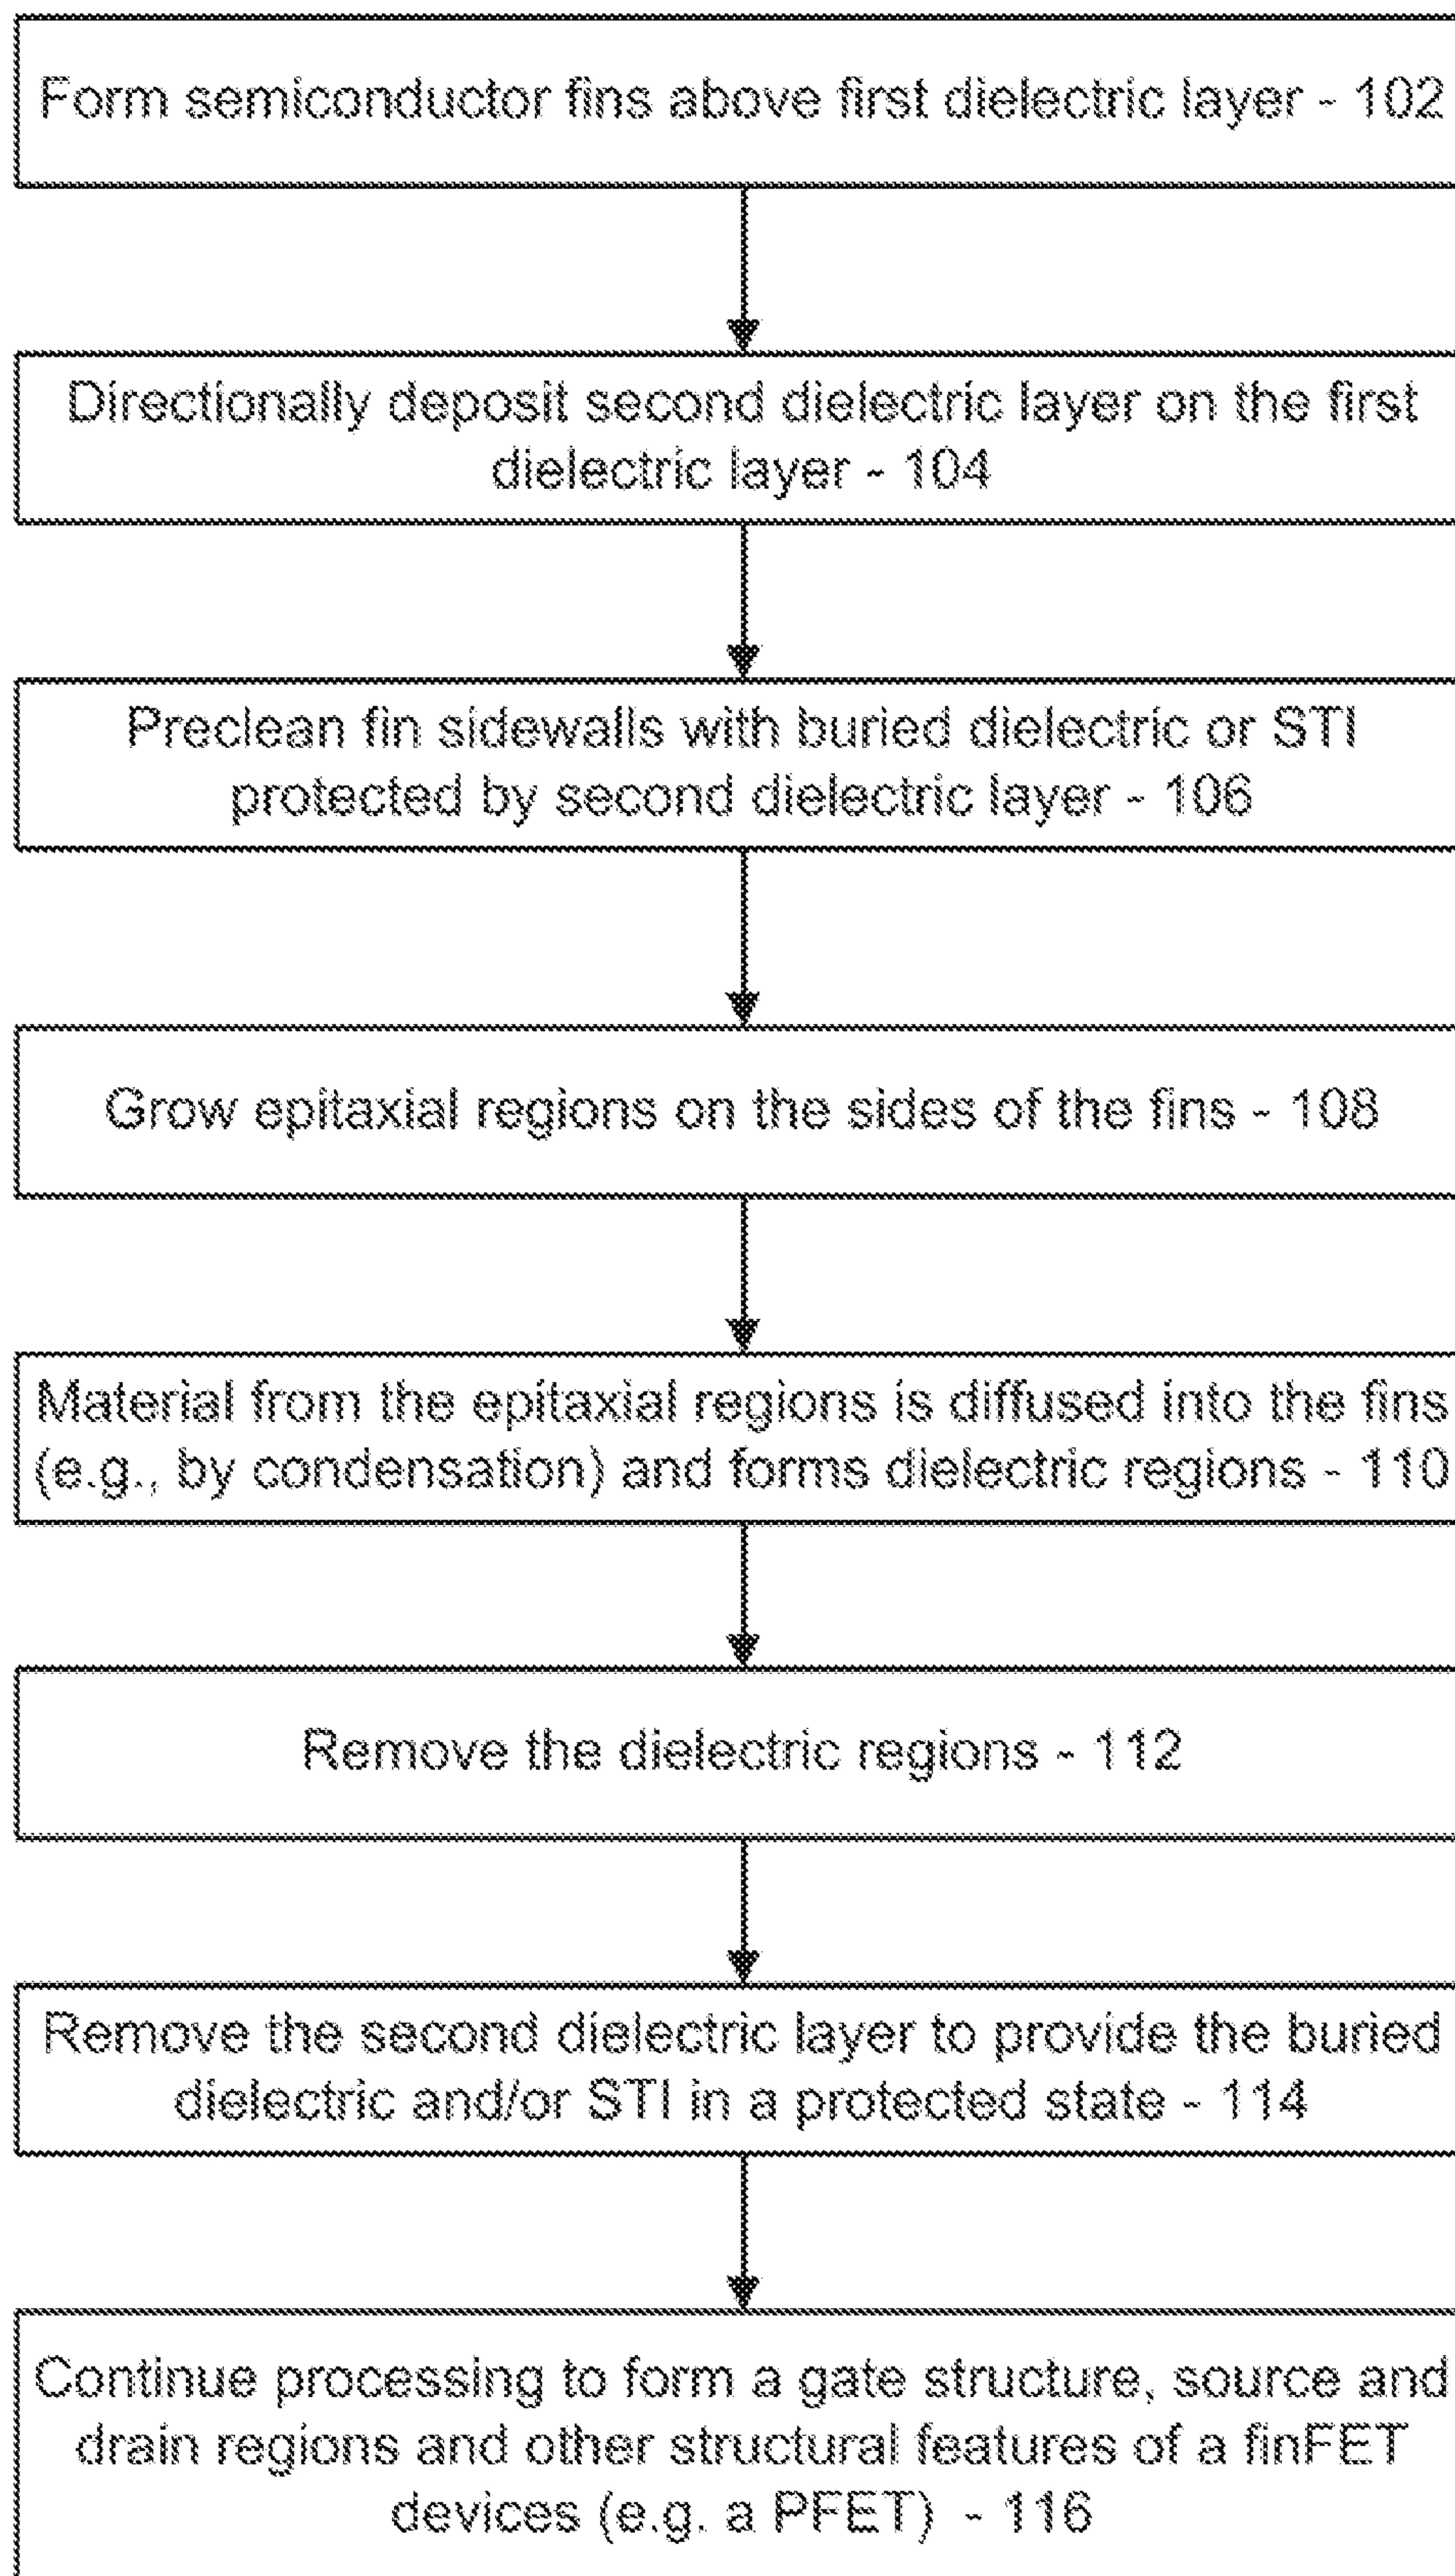 Form semiconductor fins above first dielectric layer - 102
Directionally deposit second dielectric layer on the first
dielectric layer - 104
Preclean fin sidewalls with buried dielectric or STI
protected by second dielectric layer - 106
Grow epitaxial regions on the sides of the fins - 108
Material from the epitaxial regions is diffused into the fins
(e.g., by condensation) and forms dielectric regions - 110
Remove the dielectric regions - 112
Remove the second dielectric layer to provide the buried
dielectric and/or STI in a protected state - 114
Continue processing to form a gate structure, source and
drain regions and other structural features of a finFET
devices (e.g. a PFET) - 116